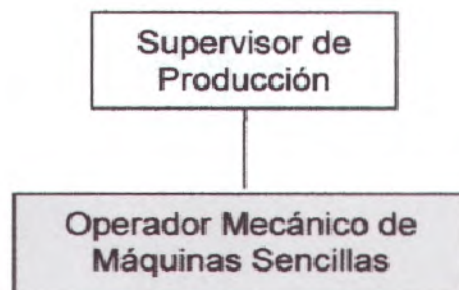 Supervisor de
Producción
Operador Mecánico de
Máquinas Sencillas